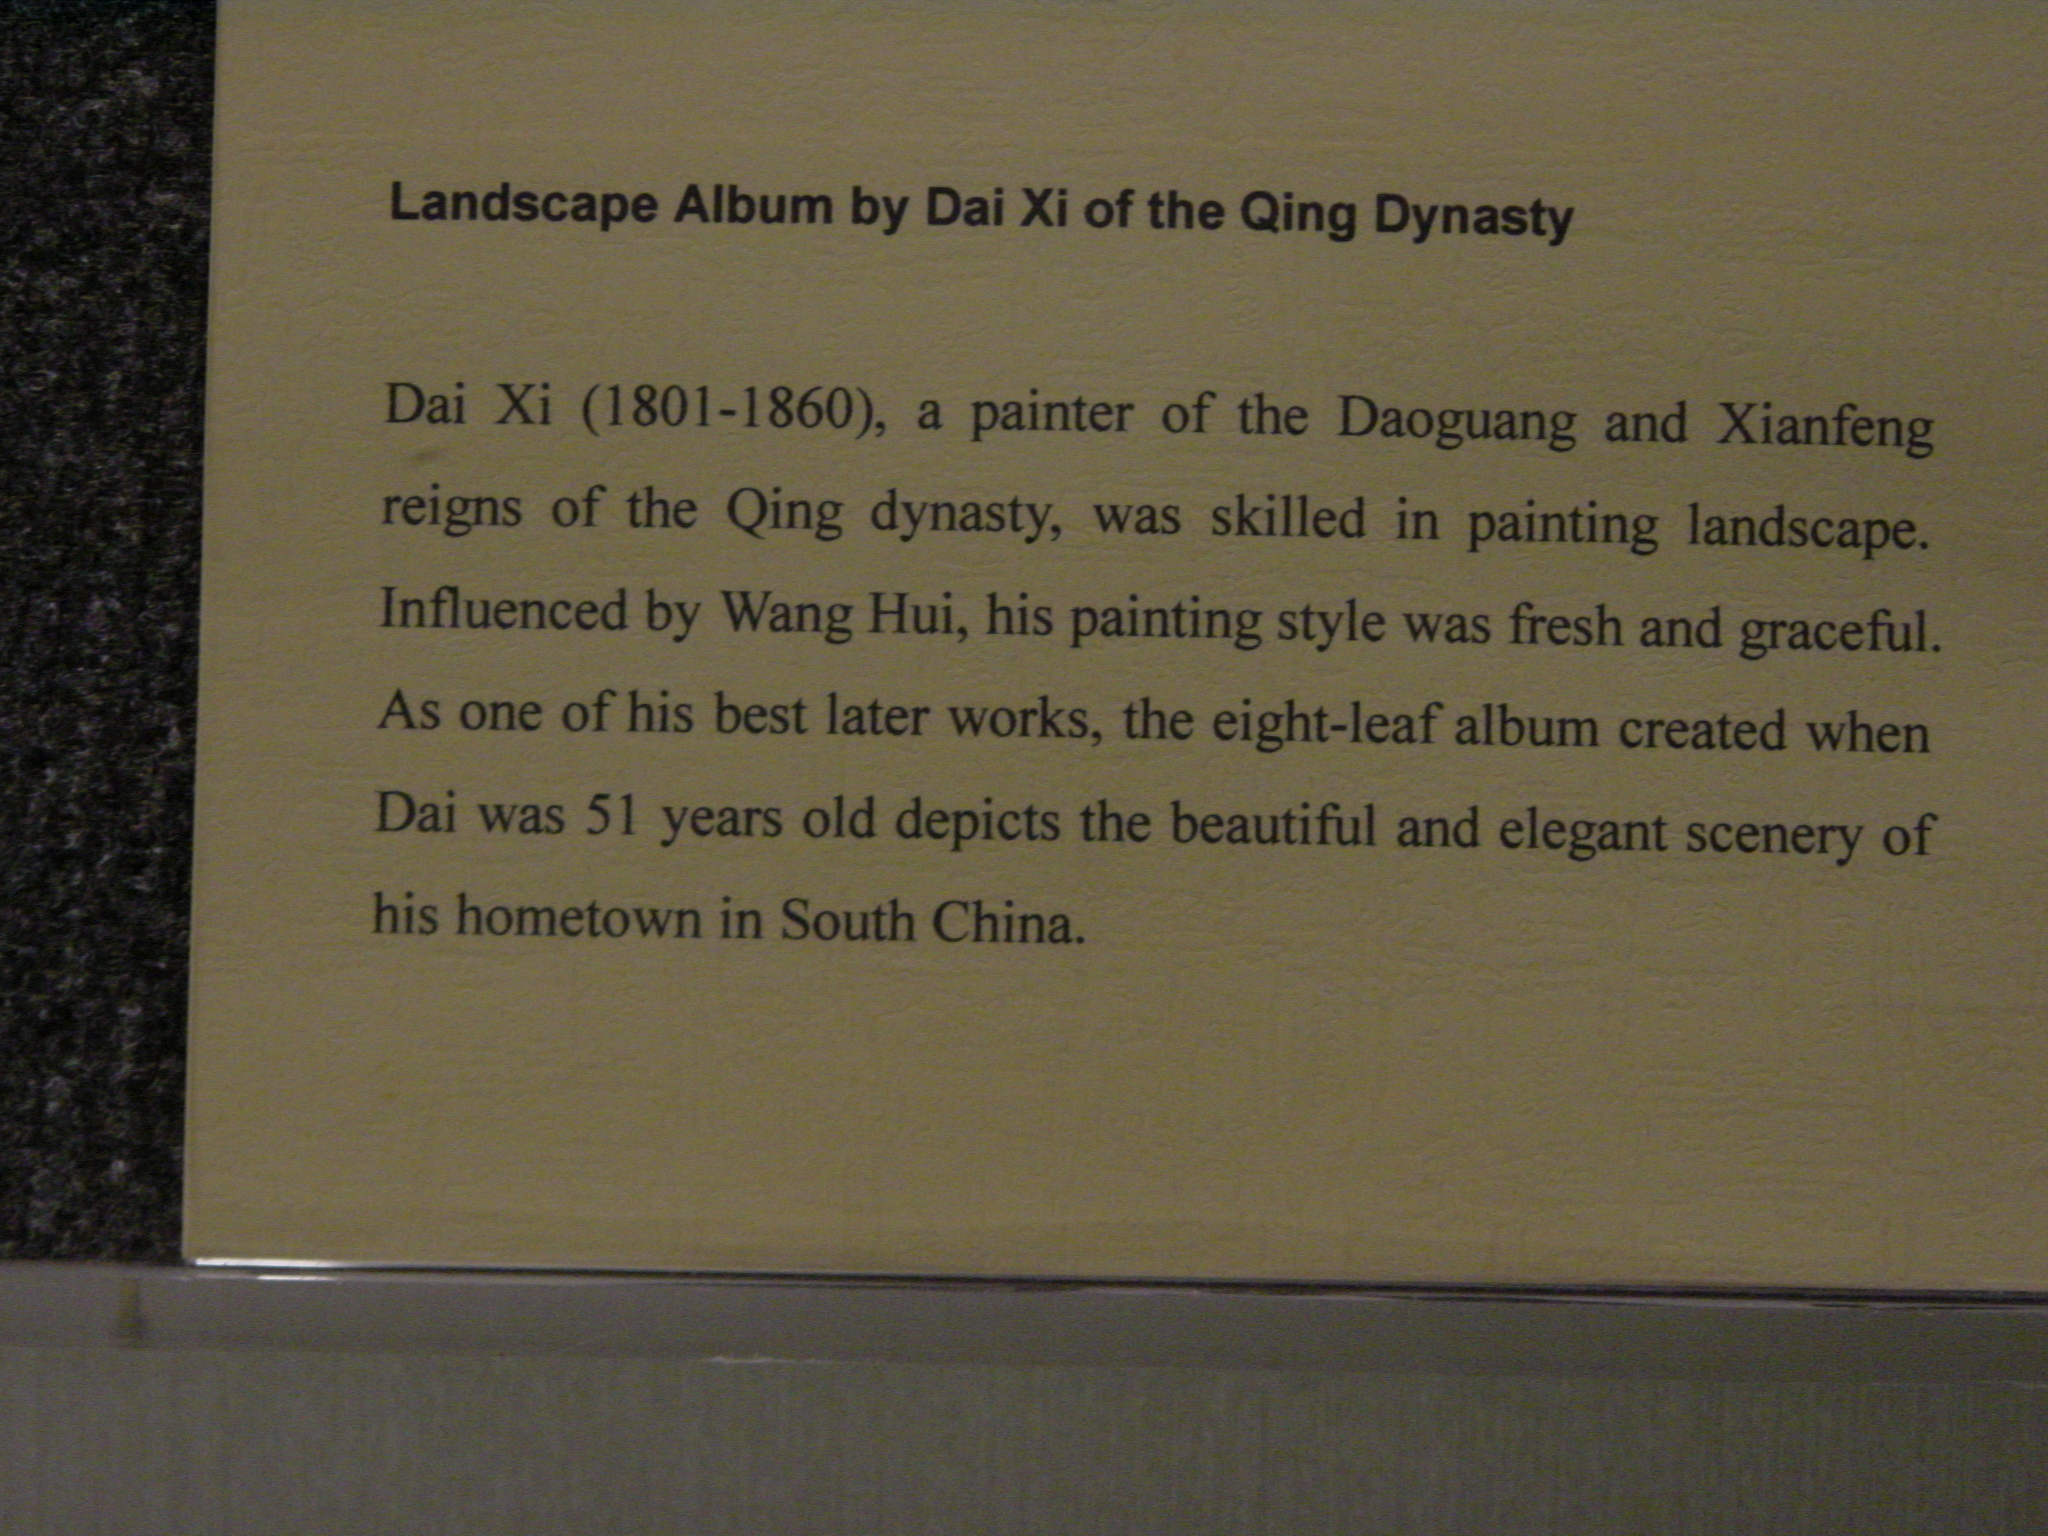 Landscape Album by Dai Xi of the Qing Dynasty
Dai Xi (1801-1860), a painter of the Daoguang and Xianfeng
reigns of the Qing dynasty, was skilled in painting landscape.
Influenced by Wang Hui, his painting style was fresh and graceful.
As one of his best later works, the eight-leaf album created when
Dai was 51 years old depicts the beautiful and elegant scenery of
his hometown in South China.